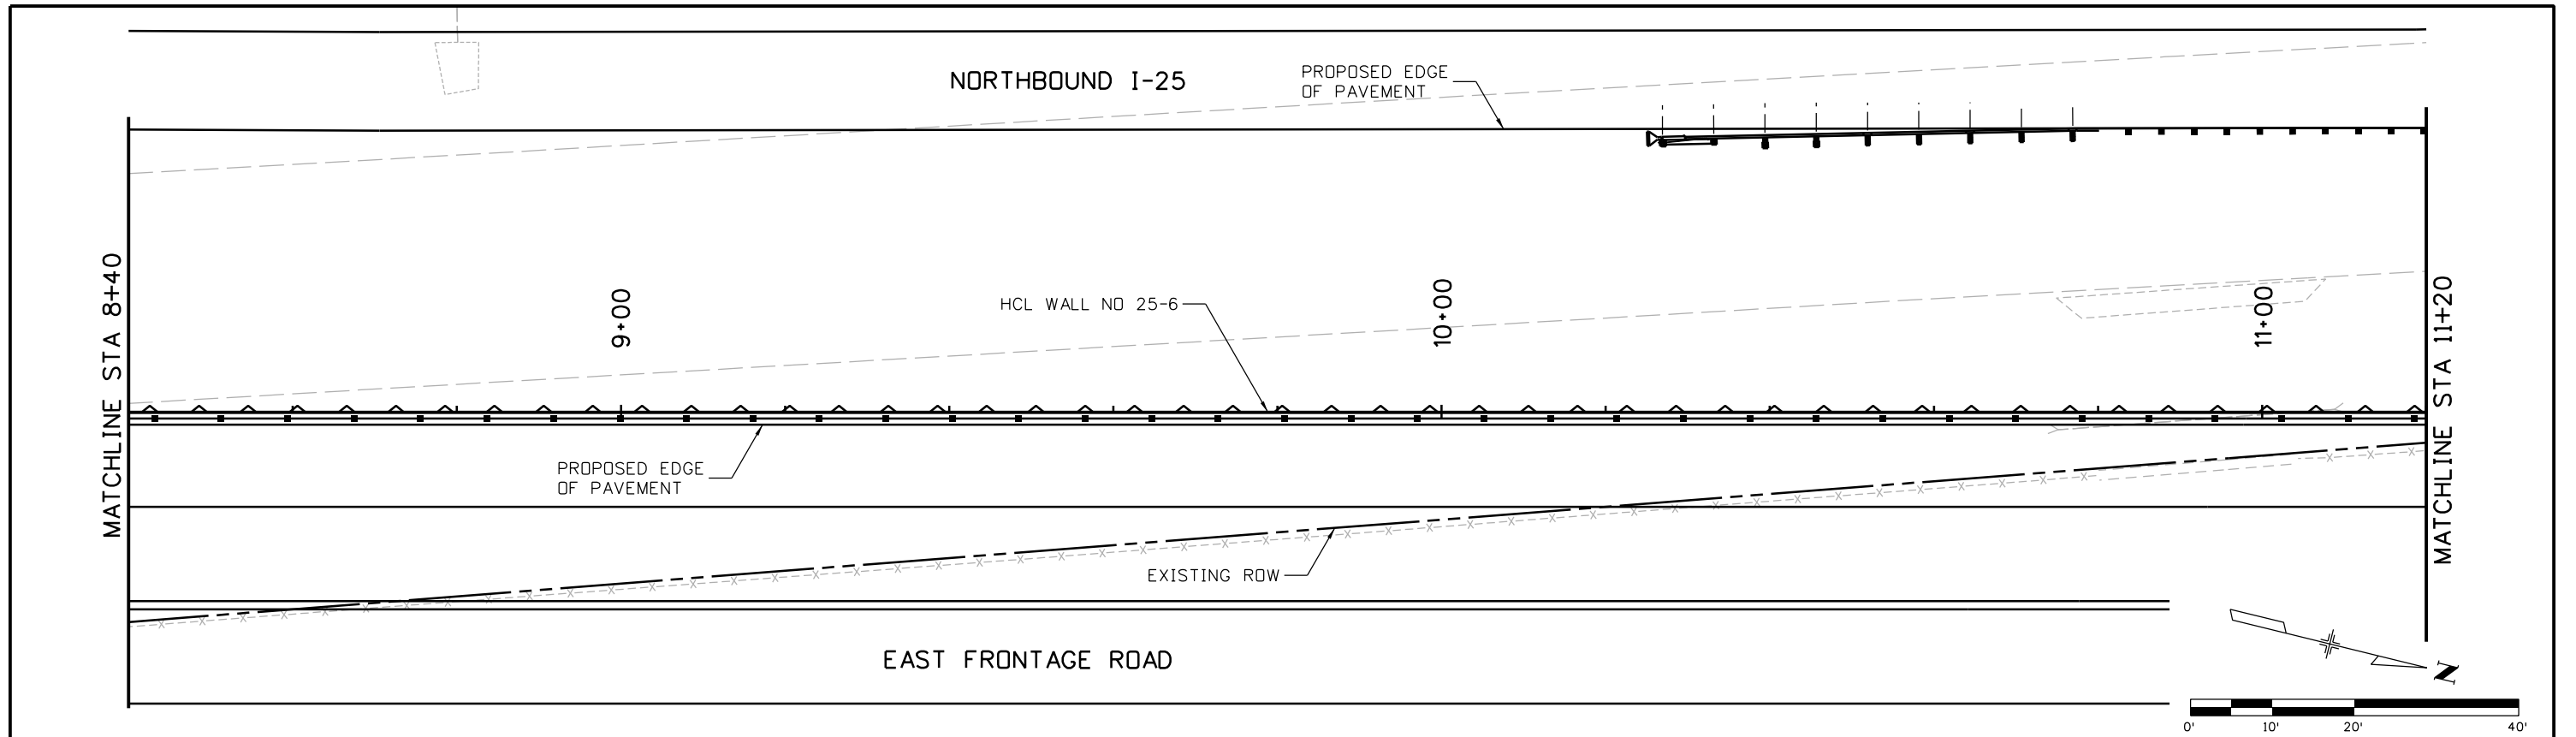 NORTHBOUND I-25
PROPOSED EDGE
OF PAVEMENT
MATCHLINE STA 8+40
9+00
HCL WALL NO 25-6
10+00
11+00
MATCHLINE STA 11+20
PROPOSED EDGE
OF PAVEMENT
EXISTING ROW
EAST FRONTAGE ROAD
N
0' 10' 20' 40'